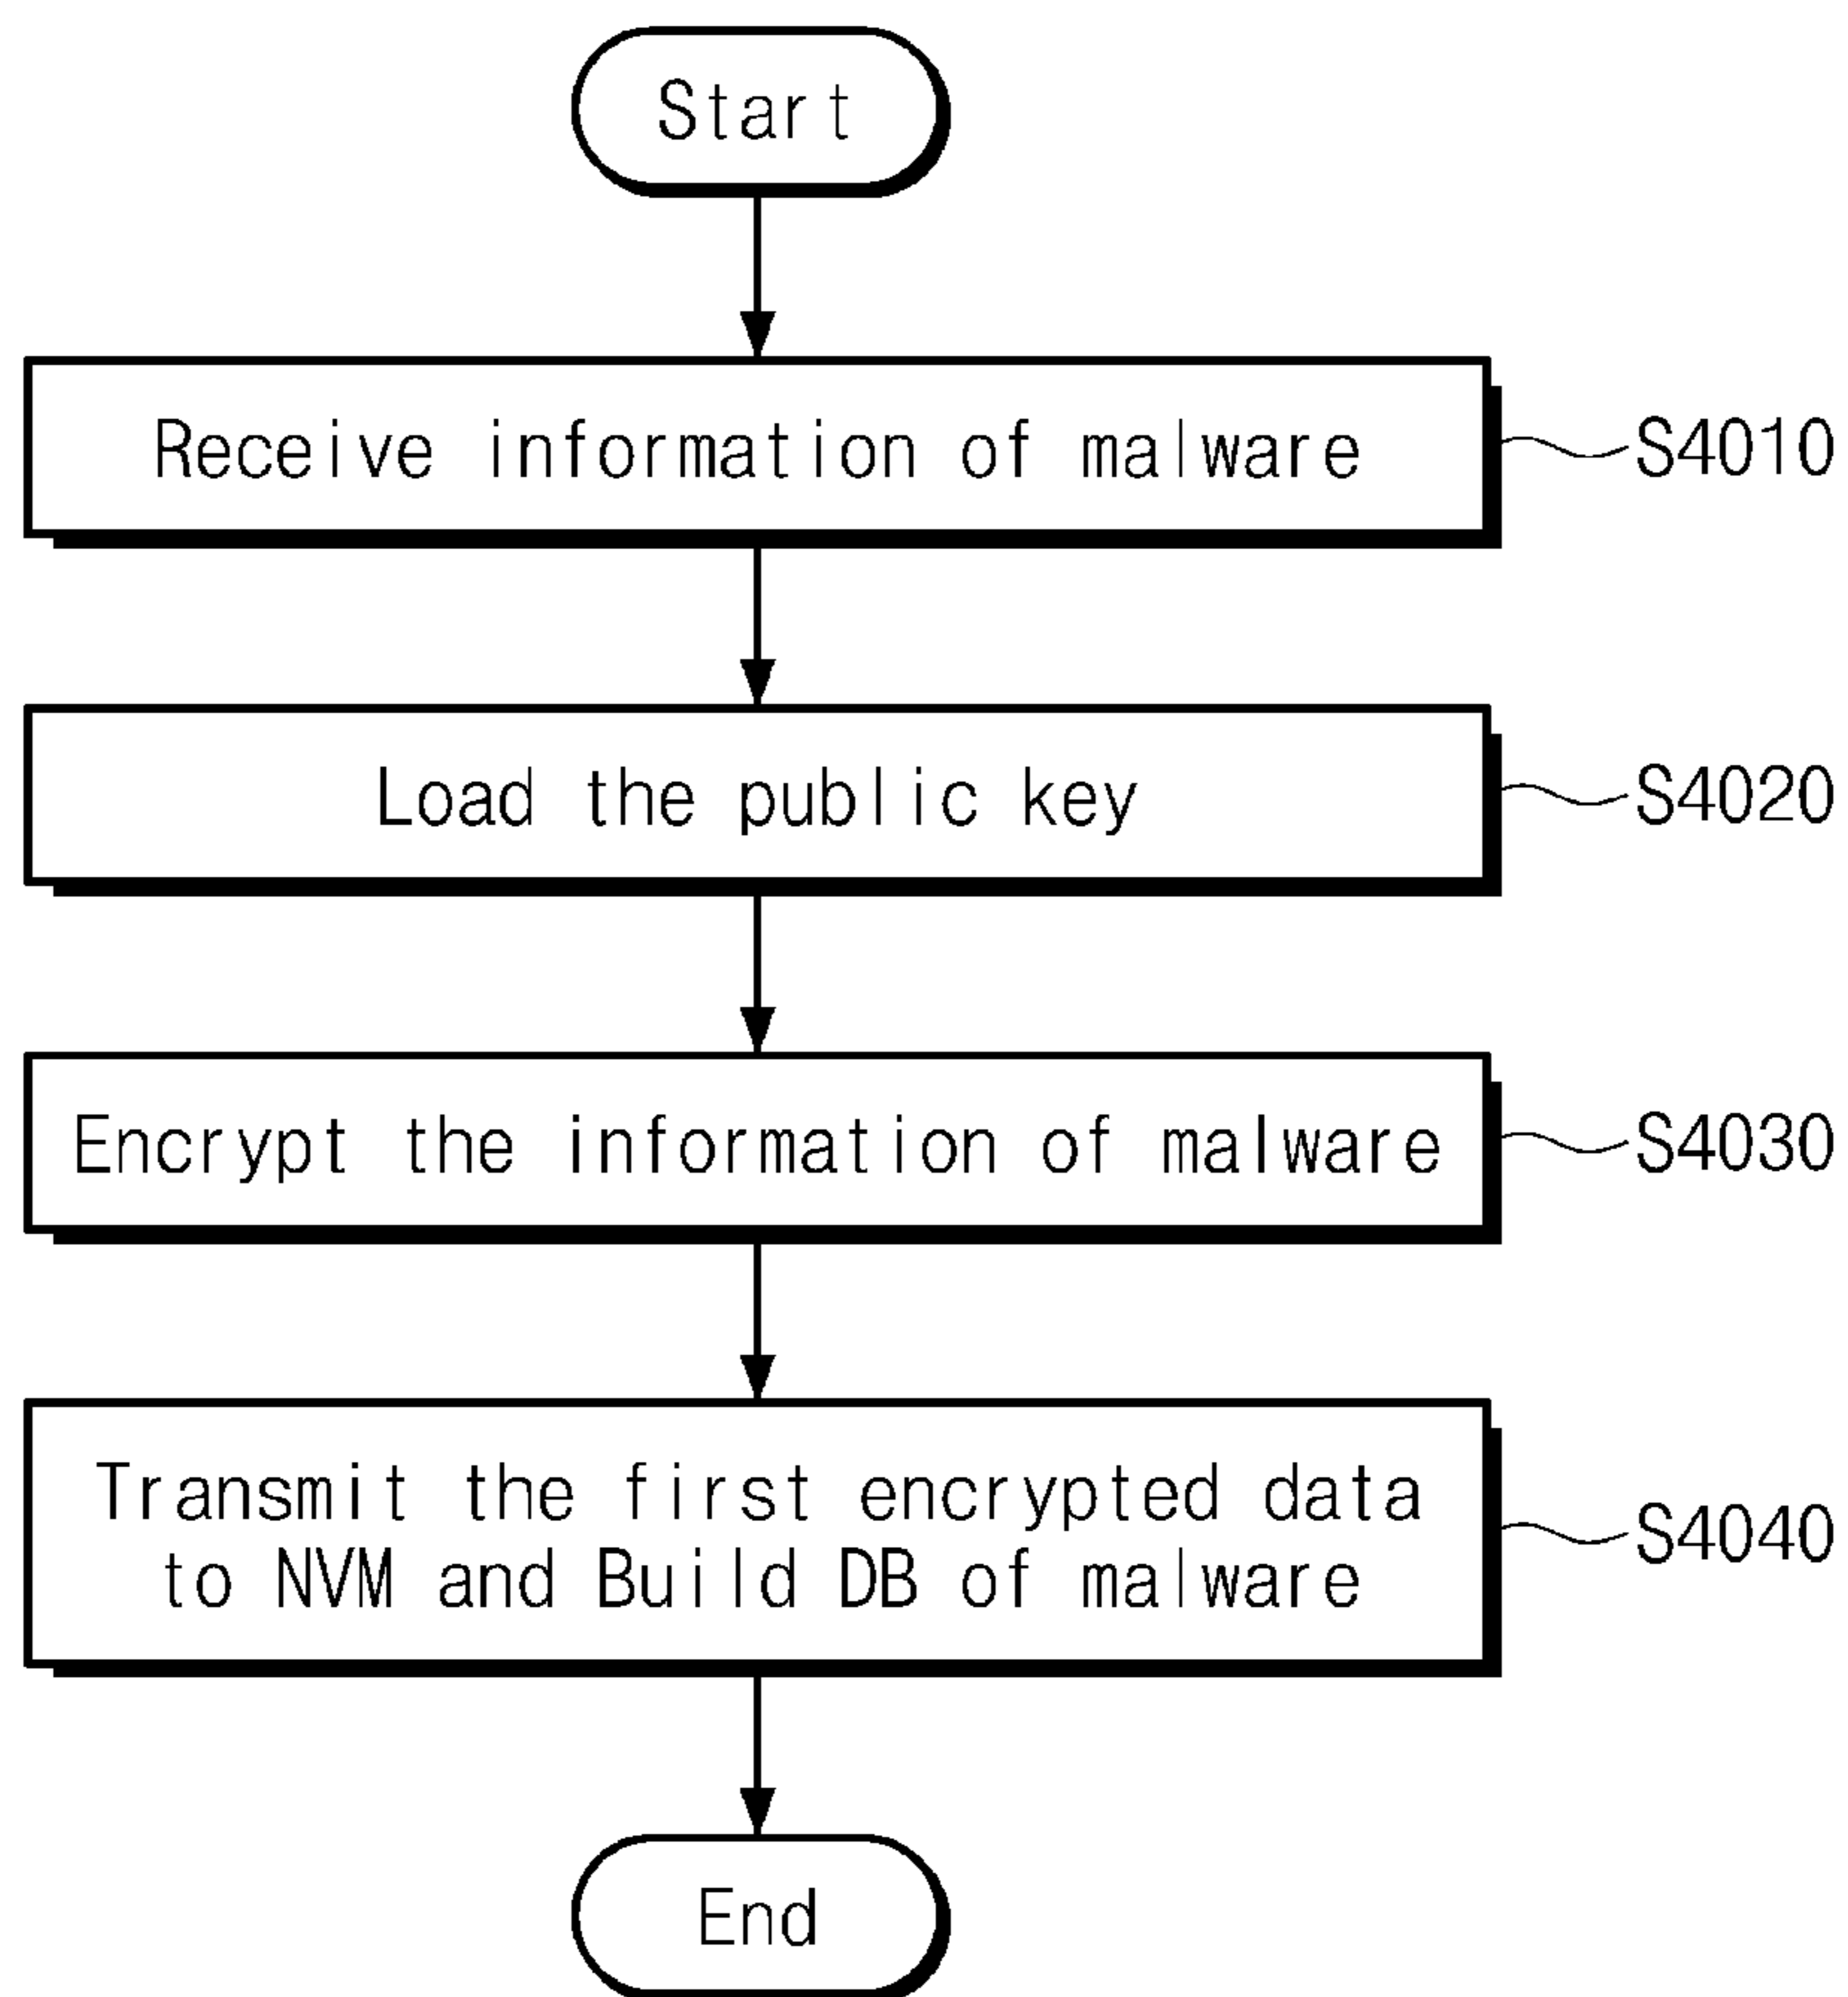 Start
Receive information of malware
S4010
Load the public key
S4020
Encrypt the information of malware
S4030
Transmit the first encrypted data
to NVM and Build DB of malware
S4040
End